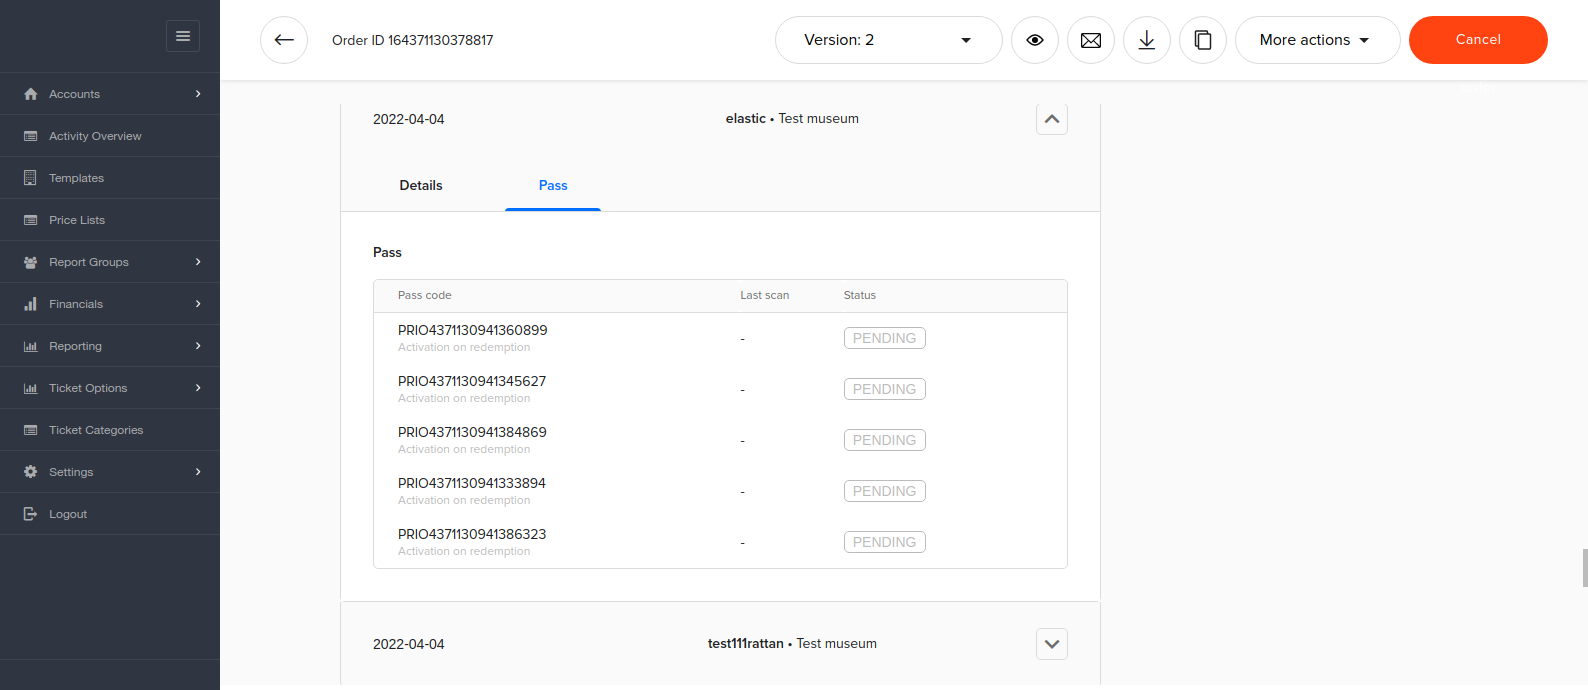 Order ID 164371130378817
Version: 2
More actions
Cancel
Accounts
Activity Overview
Templates
Price Lists
Report Groups
Financials
Reporting
Ticket Options
Ticket Categories
Settings
Logout
2022-04-04
elastic • Test museum
Details
Pass
Pass
Pass code
Last scan
Status
PRIO4371130941360899
Activation on redemption
-
PENDING
PRIO4371130941345627
Activation on redemption
-
PENDING
PRIO4371130941384869
Activation on redemption
-
PENDING
PRIO4371130941333894
Activation on redemption
-
PENDING
PRIO4371130941386323
Activation on redemption
-
PENDING
2022-04-04
test111rattan • Test museum